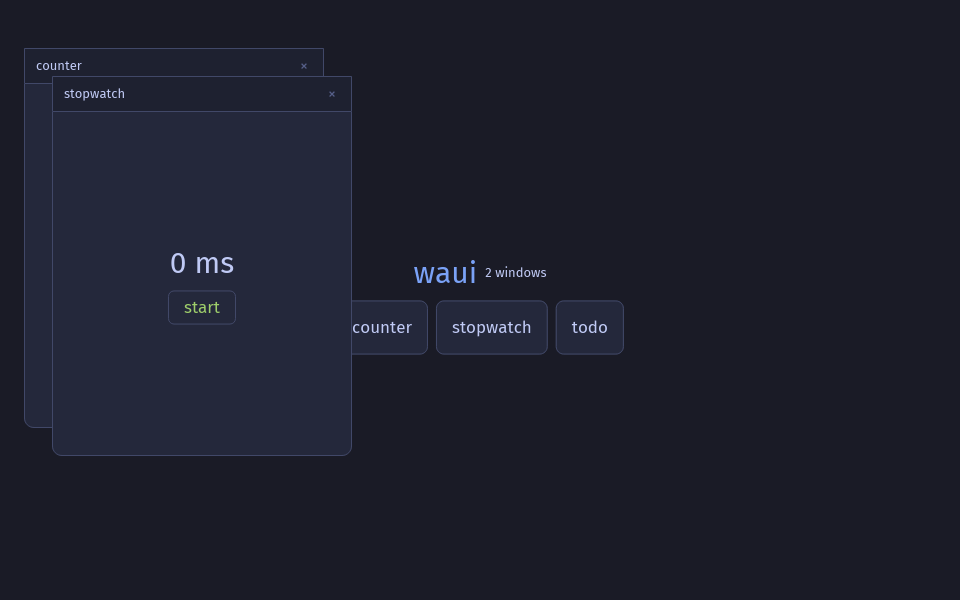 counter ×
stopwatch ×
0 ms
start
waui 2 windows
counter stopwatch todo